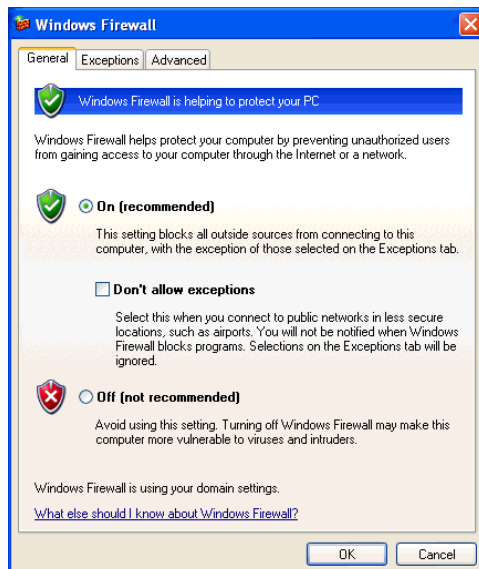 Windows Firewall
General Exceptions Advanced
Windows Firewall is helping to protect your PC
Windows Firewall helps protect your computer by preventing unauthorized users
from gaining access to your computer through the Internet or a network.
On (recommended)
This setting blocks all outside sources from connecting to this
computer, with the exception of those selected on the Exceptions tab.
Don't allow exceptions
Select this when you connect to public networks in less secure
locations, such as airports. You will not be notified when Windows
Firewall blocks programs. Selections on the Exceptions tab will be
ignored.
Off (not recommended)
Avoid using this setting. Turning off Windows Firewall may make this
computer more vulnerable to viruses and intruders.
Windows Firewall is using your domain settings.
What else should I know about Windows Firewall?
OK Cancel